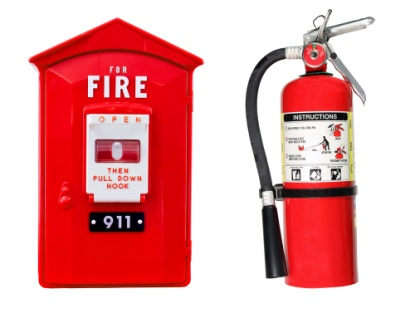 FOR
FIRE
OPEN
THEN
PULL DOWN
HOOK
911
INSTRUCTIONS